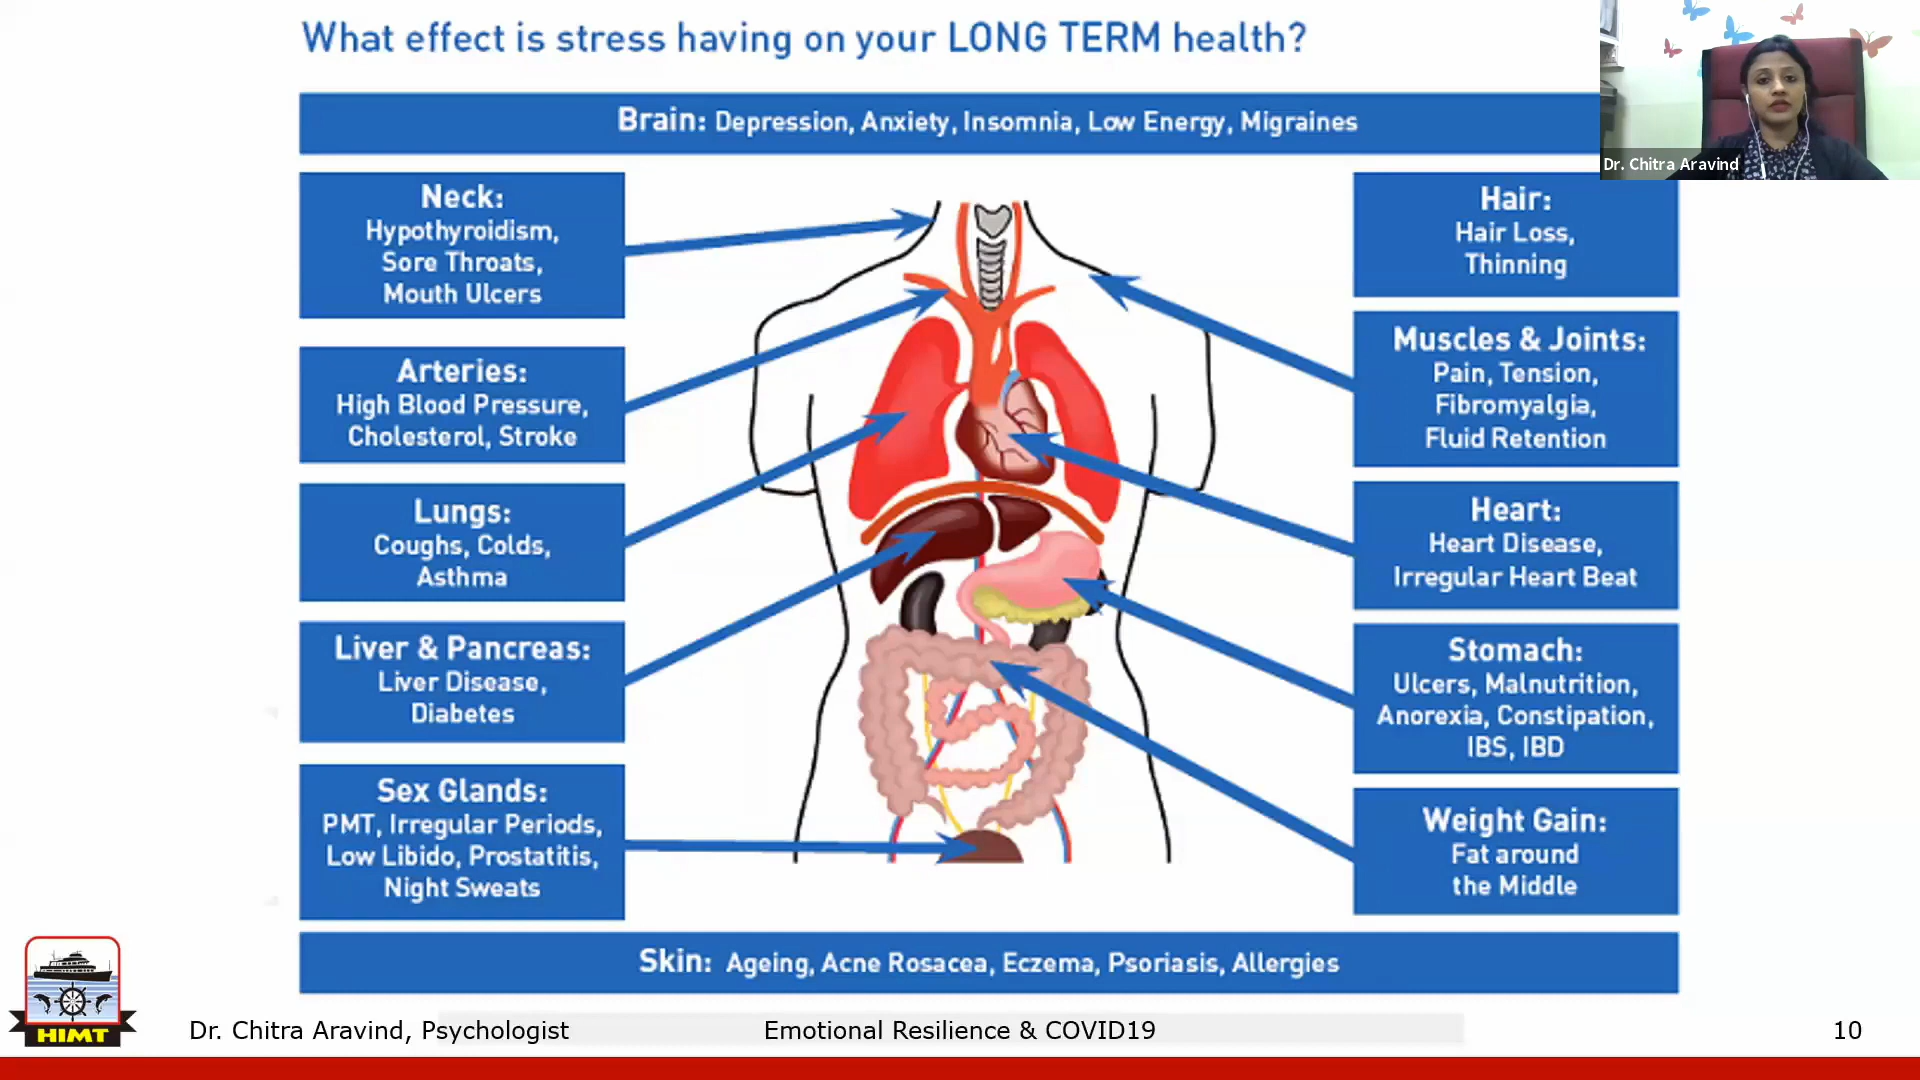 What effect is stress having on your LONG TERM health?
Brain: Depression, Anxiety, Insomnia, Low Energy, Migraines
Dr. Chitra Aravind
Neck:
Hypothyroidism,
Sore Throats,
Mouth Ulcers
Arteries:
High Blood Pressure,
Cholesterol, Stroke
Lungs:
Coughs, Colds,
Asthma
Liver & Pancreas:
Liver Disease,
Diabetes
Sex Glands:
PMT, Irregular Periods,
Low Libido, Prostatitis,
Night Sweats
Hair:
Hair Loss,
Thinning
Muscles & Joints:
Pain, Tension,
Fibromyalgia,
Fluid Retention
Heart:
Heart Disease,
Irregular Heart Beat
Stomach:
Ulcers, Malnutrition,
Anorexia, Constipation,
IBS, IBD
Weight Gain:
Fat around
the Middle
Skin: Ageing, Acne Rosacea, Eczema, Psoriasis, Allergies
HIMT
Dr. Chitra Aravind, Psychologist
Emotional Resilience & COVID19
10